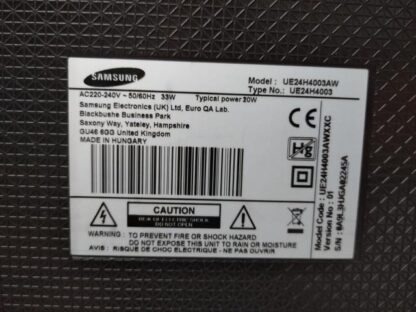 SAMSUNG
Model : UE24H4003AW
Type No.: UE24H4003
AC220-240V ~ 50/60Hz 33W Typical power 20W
Samsung Electronics (UK) Ltd, Euro QA Lab.
Blackbushe Business Park
Saxony Way, Yateley, Hampshire
GU46 6GG United Kingdom
MADE IN HUNGARY
CE
CAUTION
RISK OF ELECTRIC SHOCK
DO NOT OPEN
WARNING : TO PREVENT FIRE OR SHOCK HAZARD
DO NOT EXPOSE TO RAIN OR MOISTURE
AVIS : RISQUE DE CHOC ELECTRIQUE - NE PAS OUVRIR
Model Code : UE24H4003AWXXC
Version No : 01